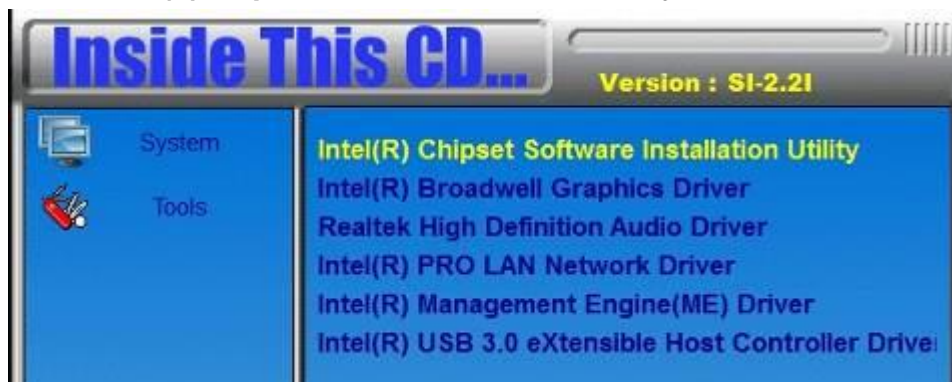 Inside This CD...
Version : SI-2.2I
System
Tools
Intel(R) Chipset Software Installation Utility
Intel(R) Broadwell Graphics Driver
Realtek High Definition Audio Driver
Intel(R) PRO LAN Network Driver
Intel(R) Management Engine(ME) Driver
Intel(R) USB 3.0 eXtensible Host Controller Drive